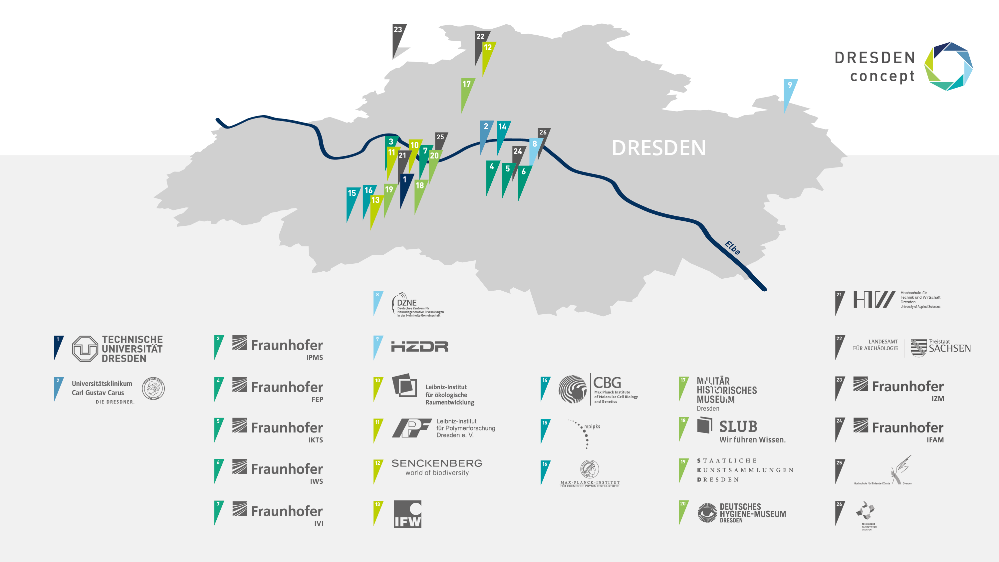 23
22
12
DRESDEN
concept
17
9
2
14
26
25
3
10
8
DRESDEN
7
24
11
21
20
4
5
6
1
18
19
16
15
13
Elbe
1
TECHNISCHE
UNIVERSITÄT
DRESDEN
2
Universitätsklinikum
Carl Gustav Carus
DIE DRESDNER.
3
Fraunhofer
IPMS
4
Fraunhofer
FEP
5
Fraunhofer
IKTS
6
Fraunhofer
IWS
7
Fraunhofer
IVI
8
DZNE
Deutsches Zentrum für
Neurodegenerative Erkrankungen
in der Helmholtz-Gemeinschaft
9
HZDR
10
Leibniz-Institut
für ökologische
Raumentwicklung
11
IPF
Leibniz-Institut
für Polymerforschung
Dresden e. V.
12
SENCKENBERG
world of biodiversity
13
IFW
14
CBG
Max Planck Institute
of Molecular Cell Biology
and Genetics
15
mpipks
16
MAX-PLANCK-INSTITUT
FÜR CHEMISCHE PHYSIK FESTER STOFFE
17
MILITÄR
HISTORISCHES
MUSEUM
Dresden
18
SLUB
Wir führen Wissen.
19
STAATLICHE
KUNSTSAMMLUNGEN
DRESDEN
20
DEUTSCHES
HYGIENE-MUSEUM
DRESDEN
21
HTW
Hochschule für
Technik und Wirtschaft
Dresden
University of Applied Sciences
22
LANDESAMT
FÜR ARCHÄOLOGIE
Freistaat
SACHSEN
23
Fraunhofer
IZM
24
Fraunhofer
IFAM
25
Hochschule für Bildende Künste Dresden
26
TECHNISCHE
SAMMLUNGEN
DRESDEN